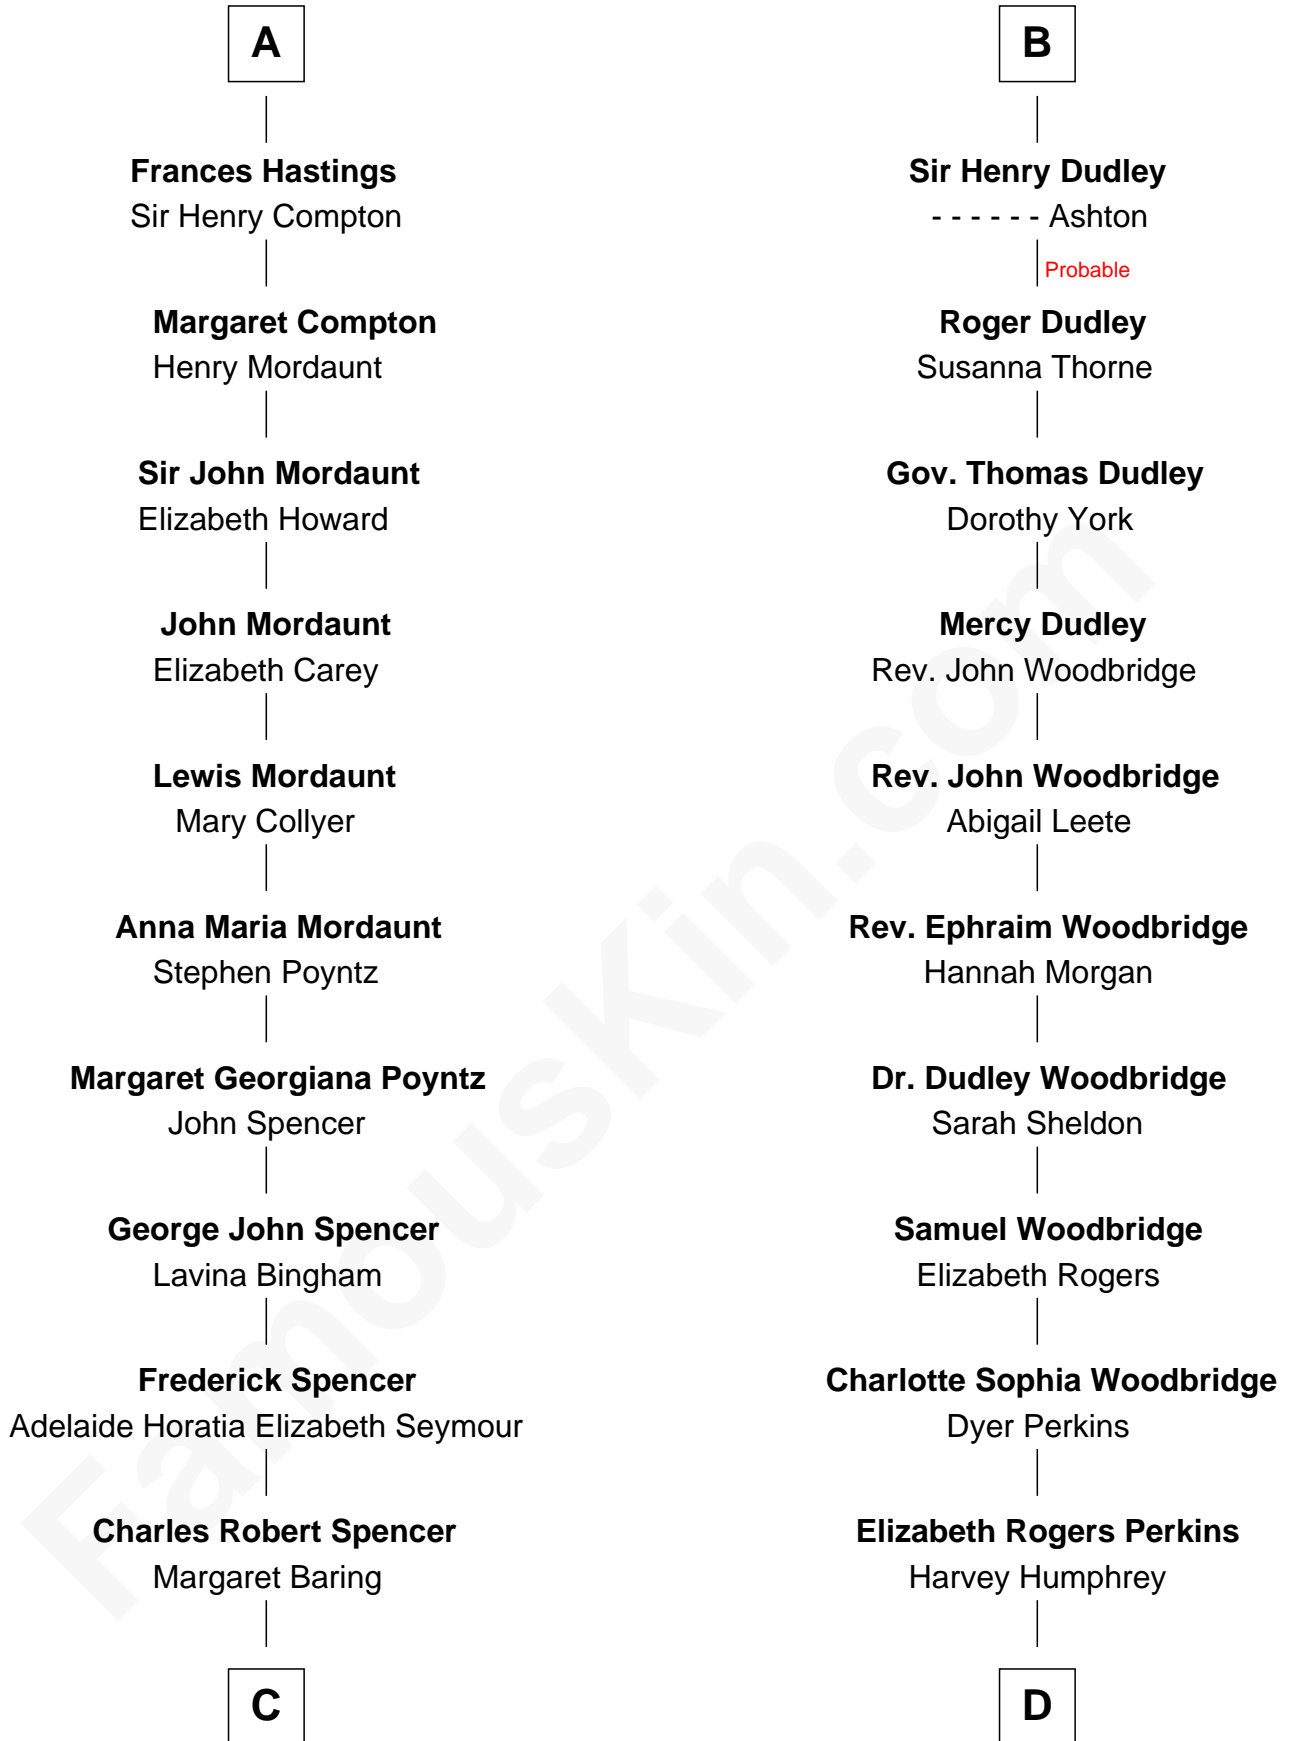 A
Frances Hastings
Sir Henry Compton
Margaret Compton
Henry Mordaunt
Sir John Mordaunt
Elizabeth Howard
John Mordaunt
Elizabeth Carey
Lewis Mordaunt
Mary Collyer
Anna Maria Mordaunt
Stephen Poyntz
Margaret Georgiana Poyntz
John Spencer
George John Spencer
Lavina Bingham
Frederick Spencer
Adelaide Horatia Elizabeth Seymour
Charles Robert Spencer
Margaret Baring
C
B
Sir Henry Dudley
- - - - - - Ashton
Probable
Roger Dudley
Susanna Thorne
Gov. Thomas Dudley
Dorothy York
Mercy Dudley
Rev. John Woodbridge
Rev. John Woodbridge
Abigail Leete
Rev. Ephraim Woodbridge
Hannah Morgan
Dr. Dudley Woodbridge
Sarah Sheldon
Samuel Woodbridge
Elizabeth Rogers
Charlotte Sophia Woodbridge
Dyer Perkins
Elizabeth Rogers Perkins
Harvey Humphrey
D
FamousKin.com